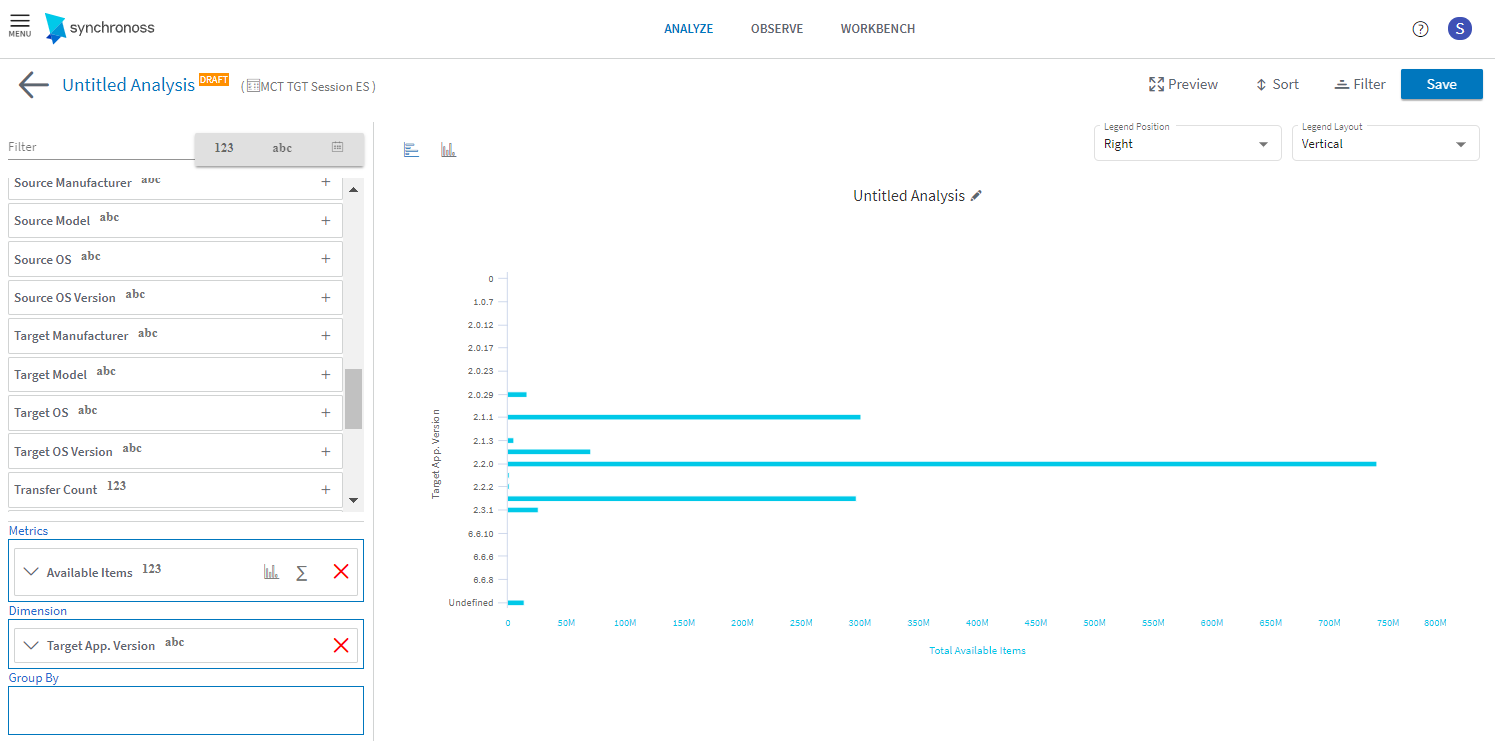 MENU
synchronoss
ANALYZE
OBSERVE
WORKBENCH
?
S
Untitled Analysis DRAFT ( MCT TGT Session ES )
Preview
Sort
Filter
Save
Filter
123
abc
Source Manufacturer abc +
Source Model abc +
Source OS abc +
Source OS Version abc +
Target Manufacturer abc +
Target Model abc +
Target OS abc +
Target OS Version abc +
Transfer Count 123 +
Metrics
Available Items 123 Σ
Dimension
Target App. Version abc
Group By
Legend Position
Right
Legend Layout
Vertical
Untitled Analysis
Target App. Version
0
1.0.7
2.0.12
2.0.17
2.0.23
2.0.29
2.1.1
2.1.3
2.2.0
2.2.2
2.3.1
6.6.10
6.6.6
6.6.8
Undefined
0 50M 100M 150M 200M 250M 300M 350M 400M 450M 500M 550M 600M 650M 700M 750M 800M
Total Available Items